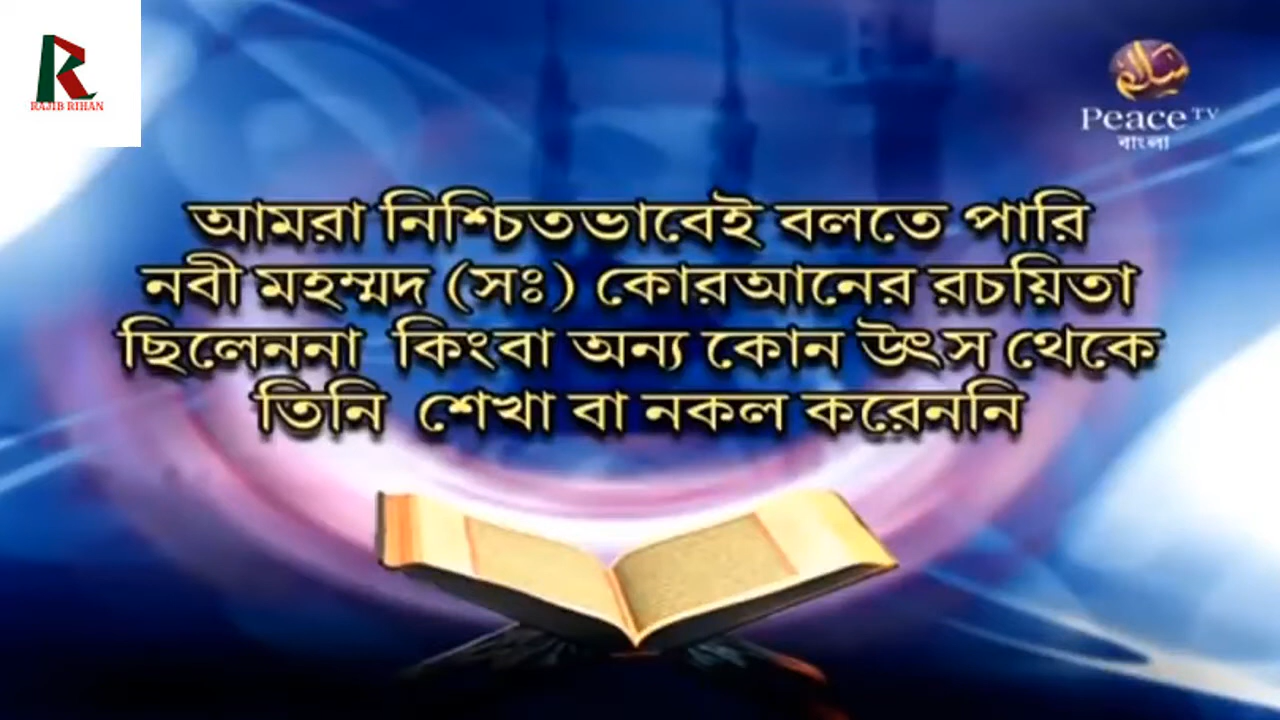 RAJIB RIHAN
Peace TV
বাংলা
আমরা নিশ্চিতভাবেই বলতে পারি
নবী মহম্মদ (সঃ) কোরআনের রচয়িতা
ছিলেননা কিংবা অন্য কোন উৎস থেকে
তিনি শেখা বা নকল করেননি